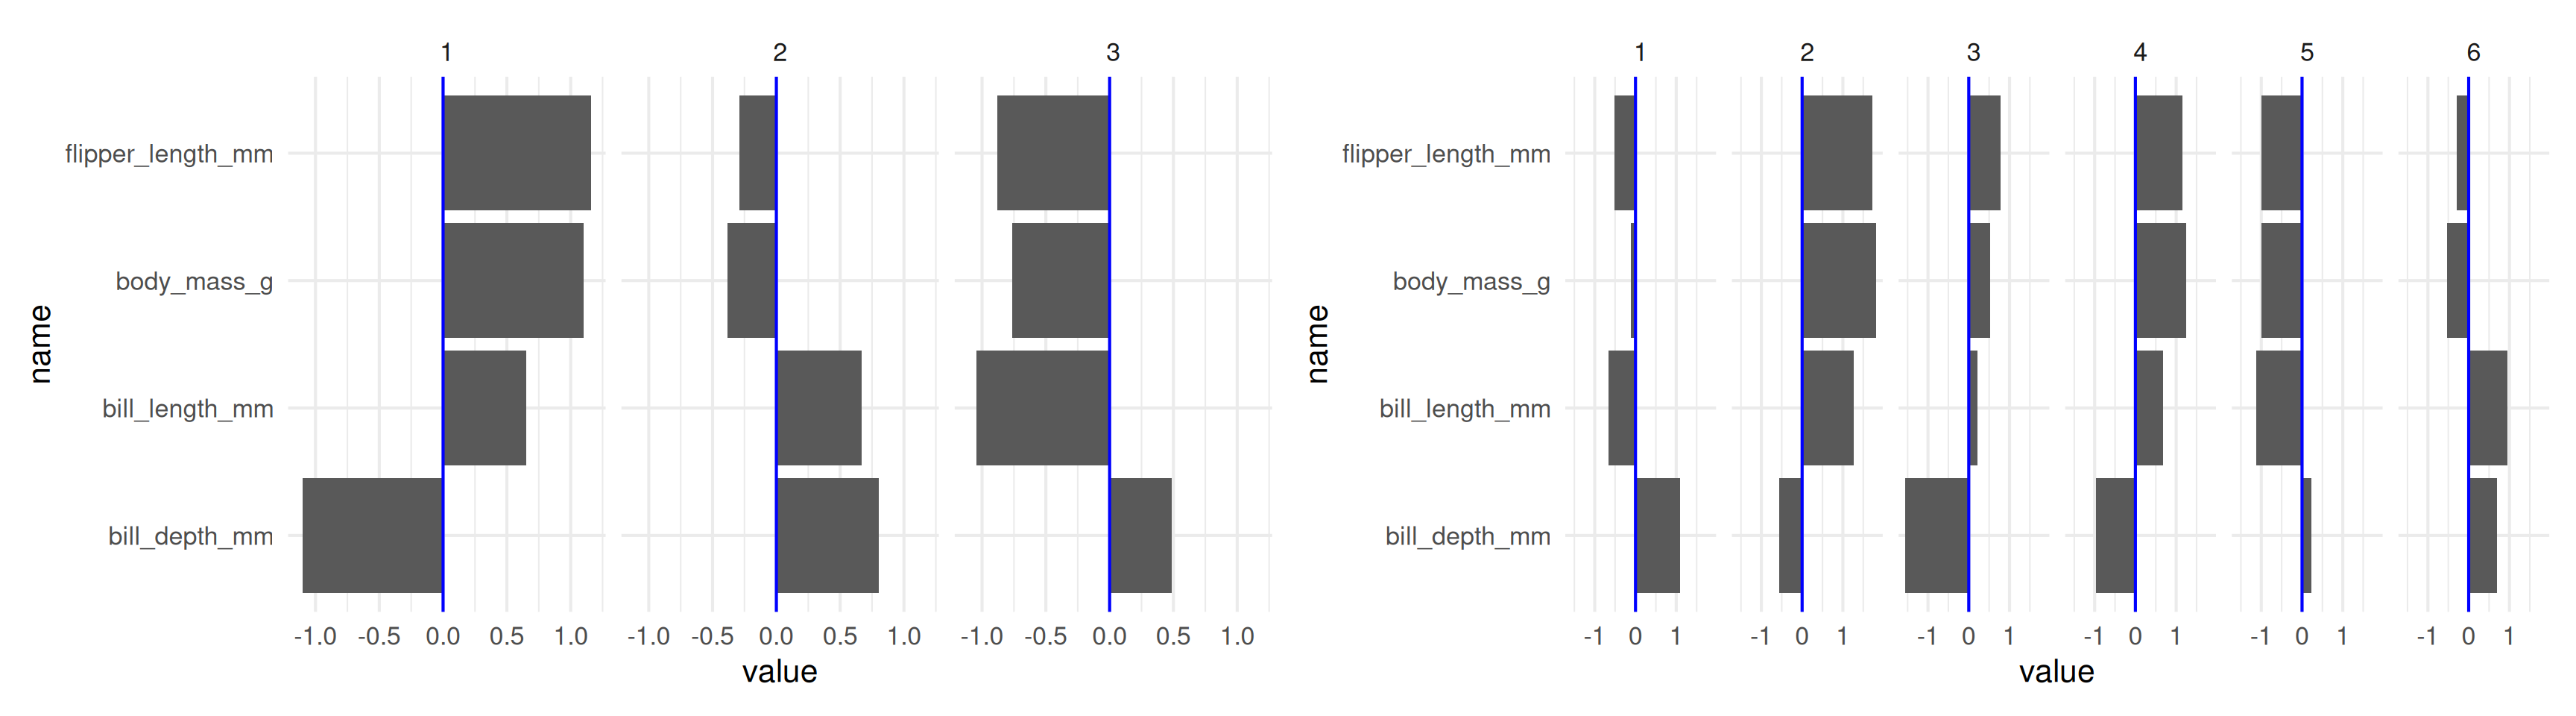 1 2 3
flipper_length_mm
body_mass_g
bill_length_mm
bill_depth_mm
name
-1.0 -0.5 0.0 0.5 1.0 -1.0 -0.5 0.0 0.5 1.0 -1.0 -0.5 0.0 0.5 1.0
value
1 2 3 4 5 6
flipper_length_mm
body_mass_g
bill_length_mm
bill_depth_mm
name
-1 0 1 -1 0 1 -1 0 1 -1 0 1 -1 0 1 -1 0 1
value